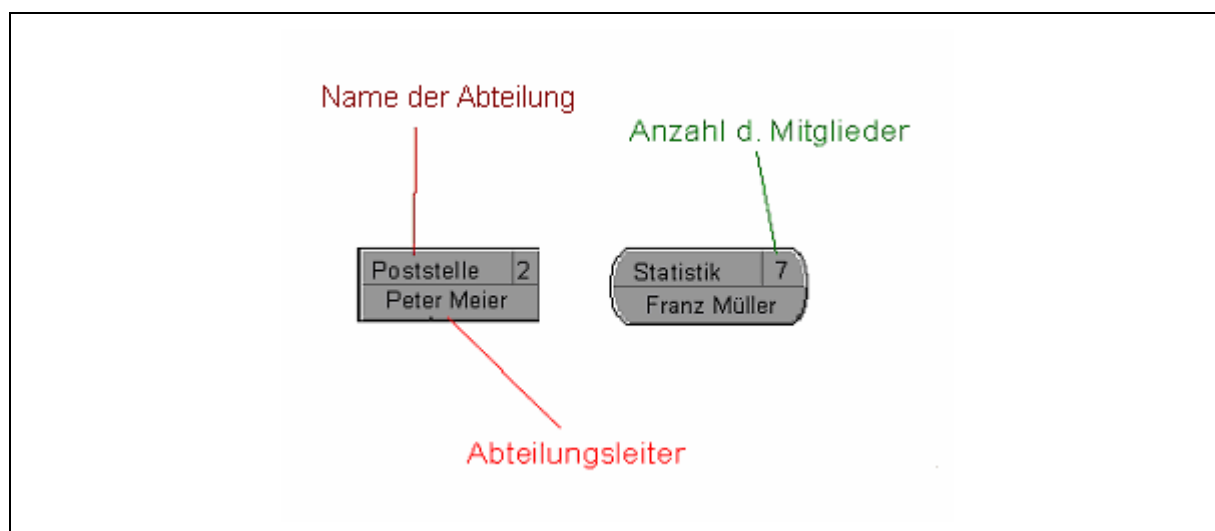 Name der Abteilung
Anzahl d. Mitglieder
Poststelle 2
Peter Meier
Statistik 7
Franz Müller
Abteilungsleiter